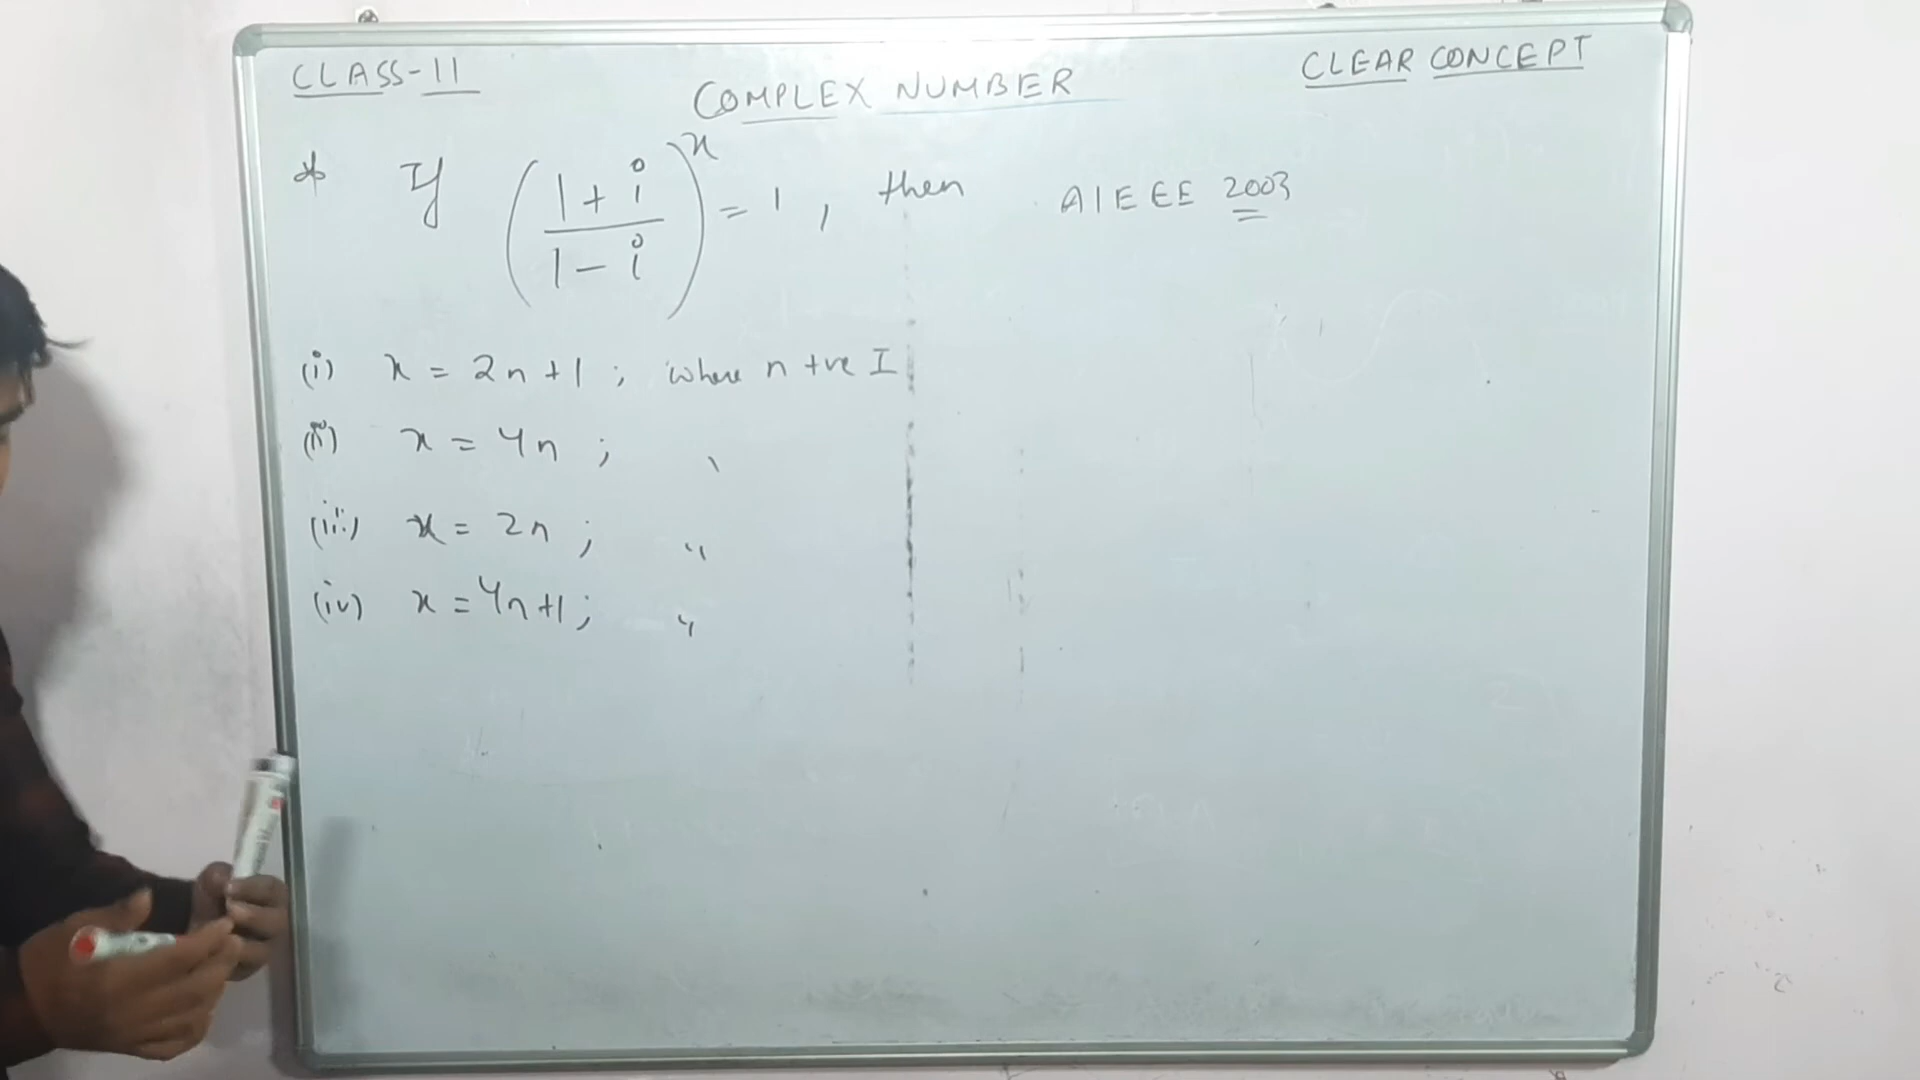 CLASS-11
COMPLEX NUMBER
CLEAR CONCEPT
* If ((1+i)/(1-i))^x = 1, then AIEEE 2003
(i) x = 2n+1; where n +ve I
(ii) x = 4n; "
(iii) x = 2n; "
(iv) x = 4n+1; "